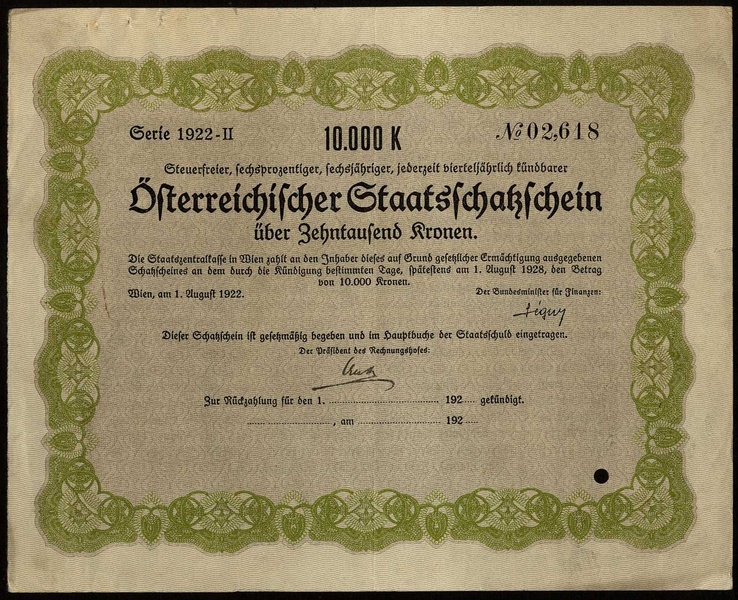 Serie 1922-II
10.000 K
№ 02,618
Steuerfreier, sechsprozentiger, sechsjähriger, jederzeit vierteljährlich kündbarer
Österreichischer Staatsschatzschein
über Zehntausend Kronen.
Die Staatszentralkasse in Wien zahlt an den Inhaber dieses auf Grund gesetzlicher Ermächtigung ausgegebenen
Schatzscheines an dem durch die Kündigung bestimmten Tage, spätestens am 1. August 1928, den Betrag
von 10.000 Kronen.
Wien, am 1. August 1922.
Der Bundesminister für Finanzen:
Ségur
Dieser Schatzschein ist gesetzmäßig begeben und im Hauptbuche der Staatsschuld eingetragen.
Der Präsident des Rechnungshofes:
Zur Rückzahlung für den 1. .............................. 192.... gekündigt.
........................, am ........................ 192....